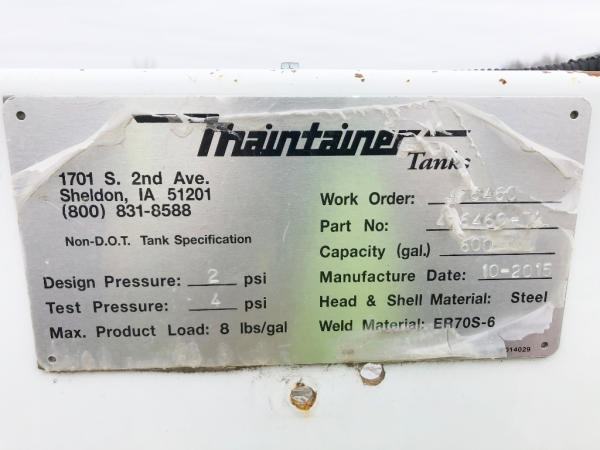 Maintainer
Tanks
1701 S. 2nd Ave.
Sheldon, IA 51201
(800) 831-8588
Non-D.O.T. Tank Specification
Design Pressure: 2 psi
Test Pressure: 4 psi
Max. Product Load: 8 lbs/gal
Work Order:
Part No:
Capacity (gal.) 600
Manufacture Date: 10-2015
Head & Shell Material: Steel
Weld Material: ER70S-6
014029